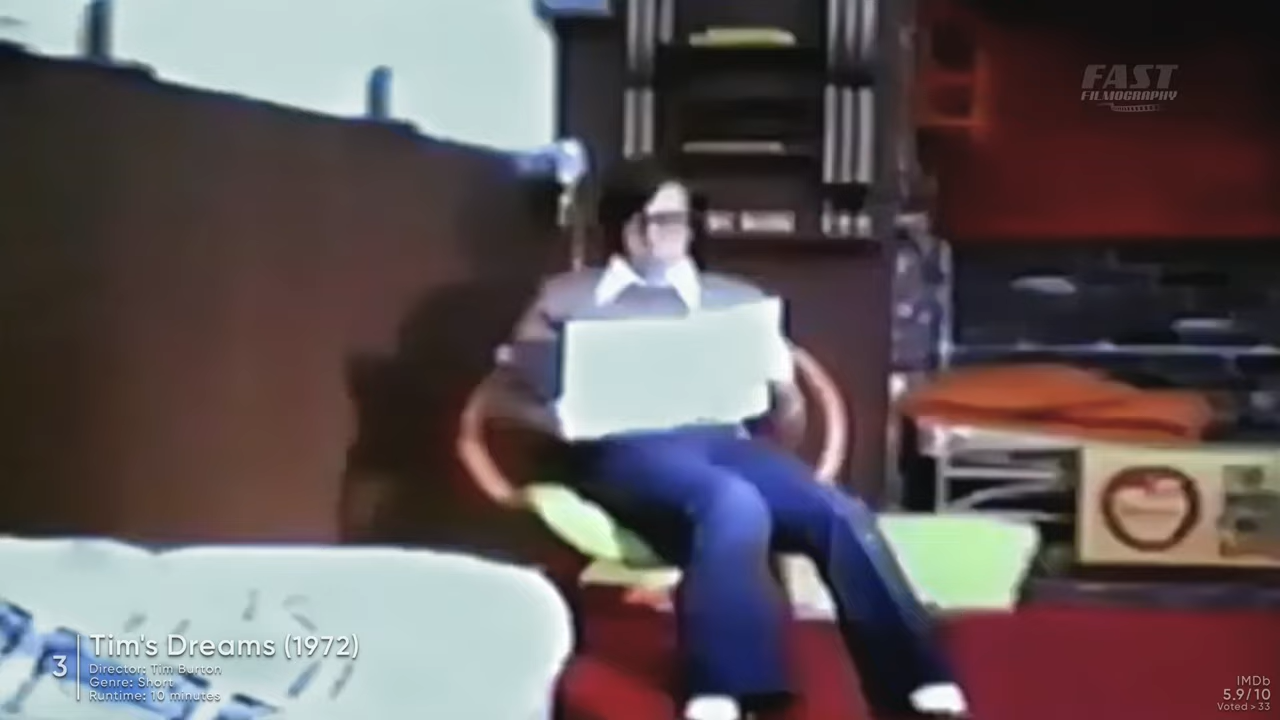 FAST
FILMOGRAPHY
3
Tim's Dreams (1972)
Director: Tim Burton
Genre: Short
Runtime: 10 minutes
IMDb
5.9/10
Voted > 33